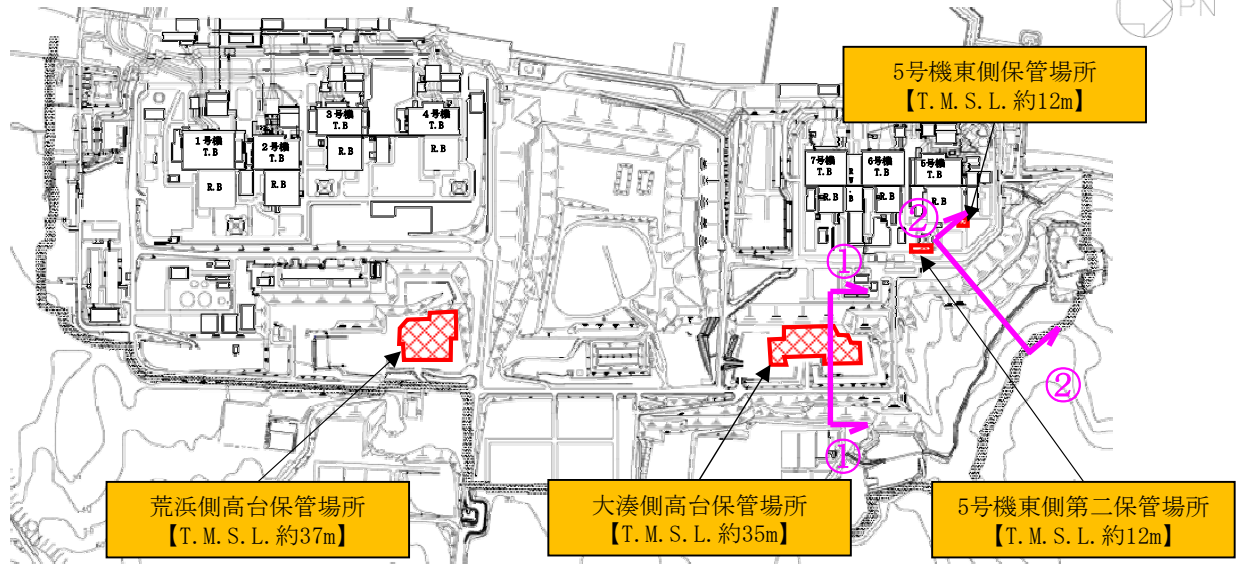 PN
5号機東側保管場所
【T.M.S.L.約12m】
1号機
T.B
2号機
T.B
3号機
T.B
4号機
T.B
R.B
R.B
R.B
R.B
7号機
T.B
RW.B
6号機
T.B
5号機
T.B
R.B
R.B
R.B
②
①
②
①
荒浜側高台保管場所
【T.M.S.L.約37m】
大湊側高台保管場所
【T.M.S.L.約35m】
5号機東側第二保管場所
【T.M.S.L.約12m】